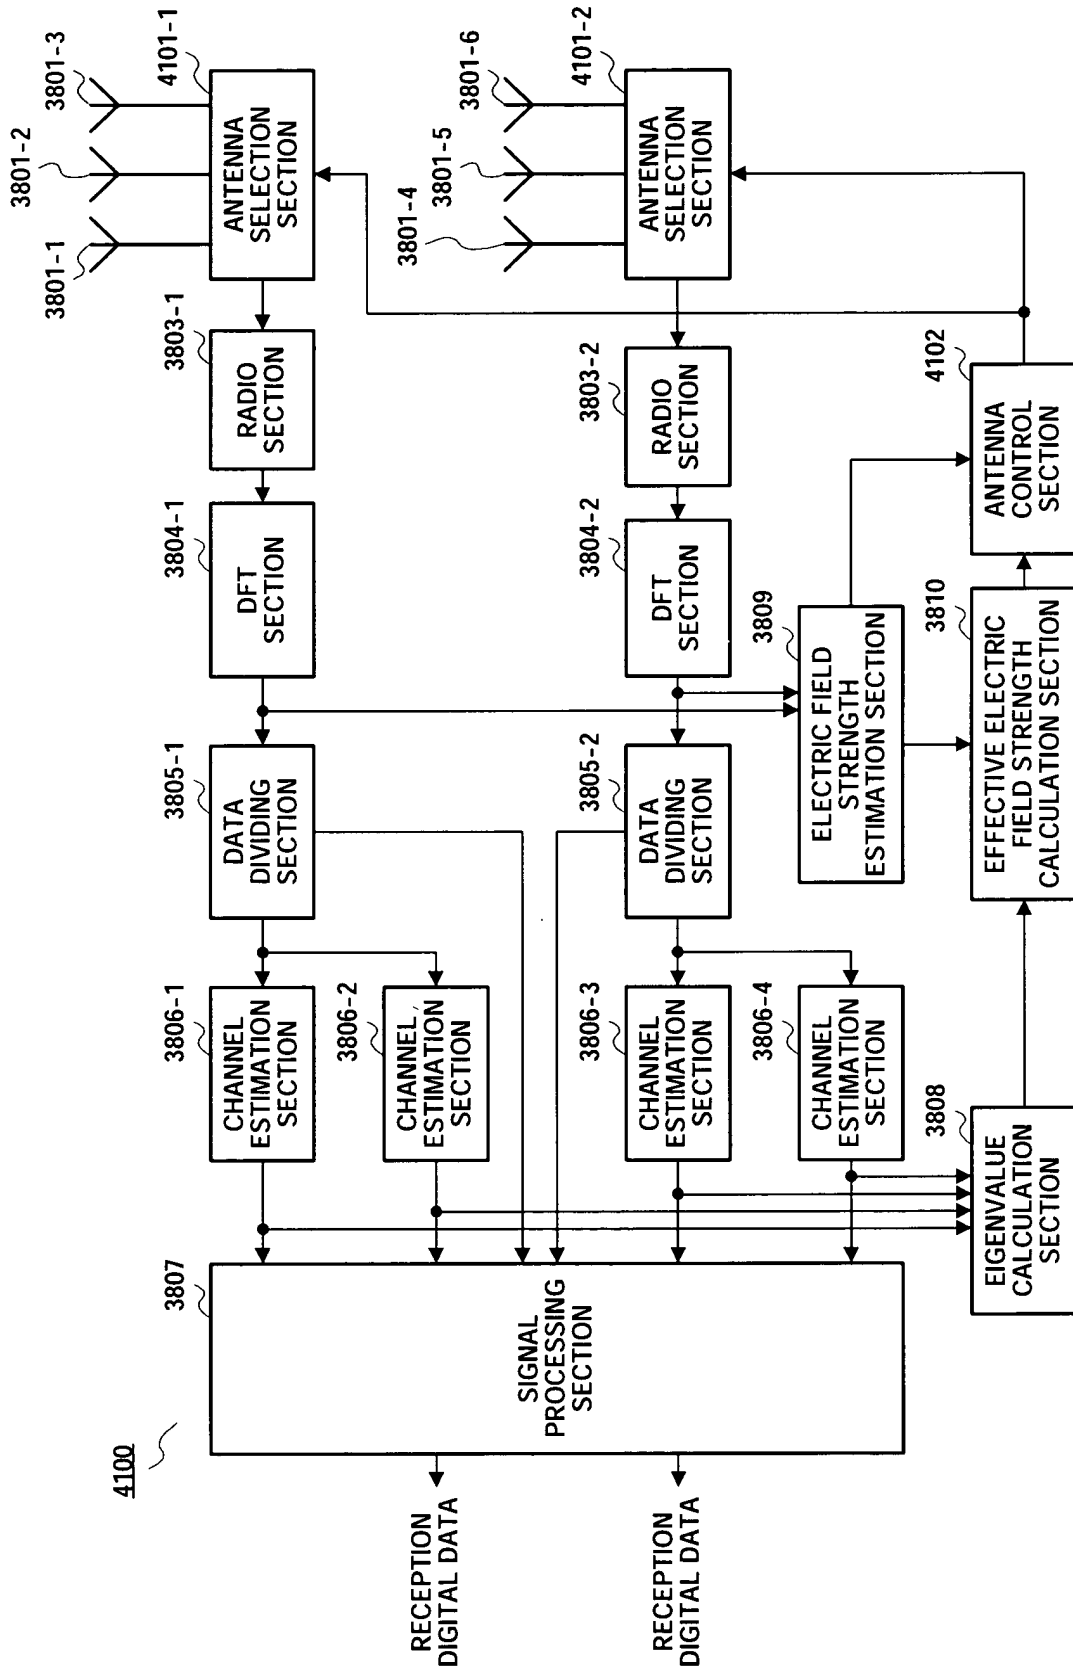 4100
3801-1
3801-2
3801-3
4101-1
ANTENNA
SELECTION
SECTION
3803-1
RADIO
SECTION
3804-1
DFT
SECTION
3805-1
DATA
DIVIDING
SECTION
3806-1
CHANNEL
ESTIMATION
SECTION
3806-2
CHANNEL
ESTIMATION
SECTION
3801-4
3801-5
3801-6
4101-2
ANTENNA
SELECTION
SECTION
3803-2
RADIO
SECTION
3804-2
DFT
SECTION
3805-2
DATA
DIVIDING
SECTION
3806-3
CHANNEL
ESTIMATION
SECTION
3806-4
CHANNEL
ESTIMATION
SECTION
3807
SIGNAL
PROCESSING
SECTION
RECEPTION
DIGITAL DATA
RECEPTION
DIGITAL DATA
3809
ELECTRIC FIELD
STRENGTH
ESTIMATION SECTION
3808
EIGENVALUE
CALCULATION
SECTION
3810
EFFECTIVE ELECTRIC
FIELD STRENGTH
CALCULATION SECTION
4102
ANTENNA
CONTROL
SECTION